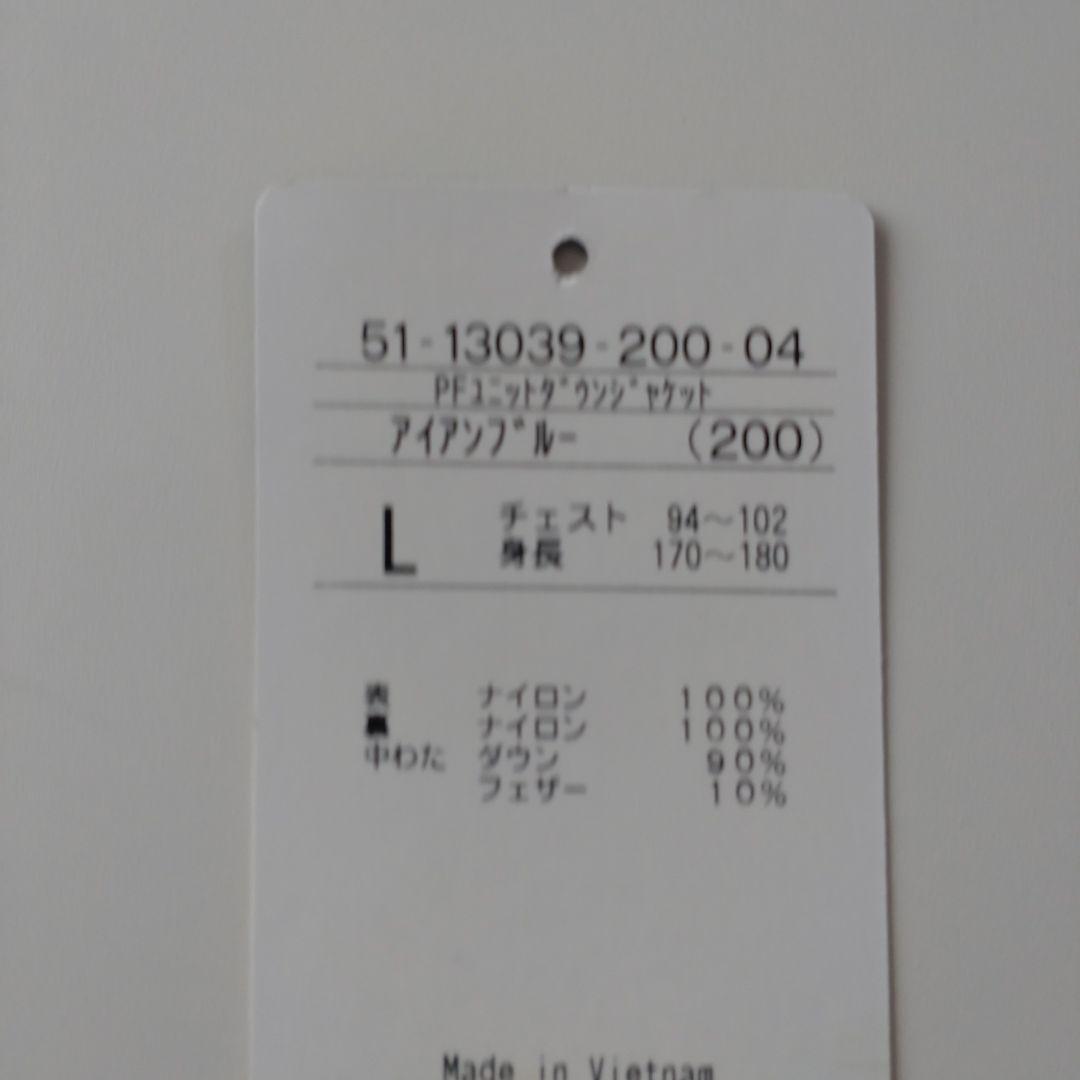 51-13039-200-04
PFﾕﾆｯﾄﾀﾞｳﾝｼﾞｬｹｯﾄ
ｱｲｱﾝﾌﾞﾙｰ (200)
L チェスト 94～102
身長 170～180
表 ナイロン 100%
裏 ナイロン 100%
中わた ダウン 90%
フェザー 10%
Made in Vietnam